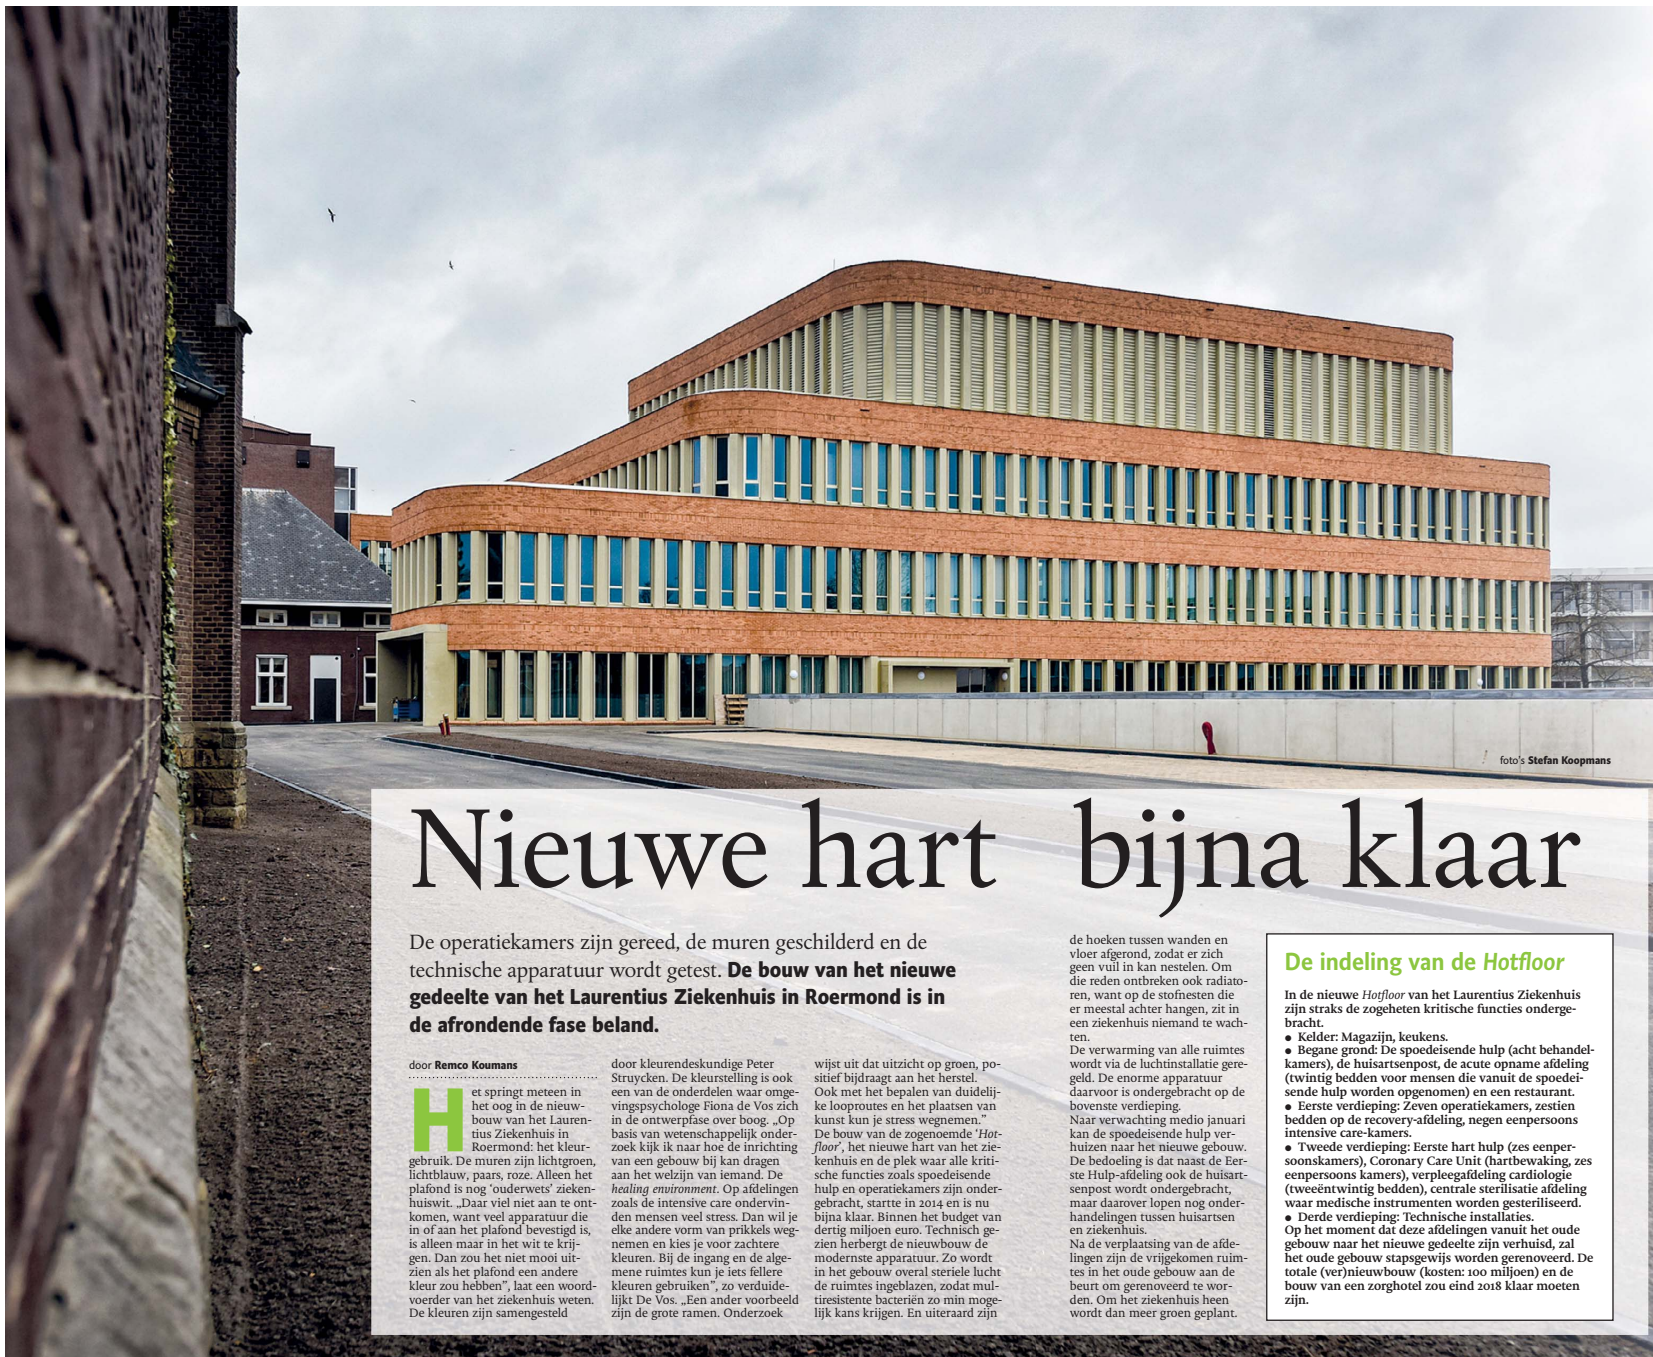 foto's Stefan Koopmans
Nieuwe hart bijna klaar
De operatiekamers zijn gereed, de muren geschilderd en de
technische apparatuur wordt getest. De bouw van het nieuwe
gedeelte van het Laurentius Ziekenhuis in Roermond is in
de afrondende fase beland.
door Remco Koumans
Het springt meteen in
het oog in de nieuw-
bouw van het Lauren-
tius Ziekenhuis in
Roermond: het kleur-
gebruik. De muren zijn lichtgroen,
lichtblauw, paars, roze. Alleen het
plafond is nog ‘ouderwets’ zieken-
huiswit. „Daar viel niet aan te ont-
komen, want veel apparatuur die
in of aan het plafond bevestigd is,
is alleen maar in het wit te krij-
gen. Dan zou het niet mooi uit-
zien als het plafond een andere
kleur zou hebben”, laat een woord-
voerder van het ziekenhuis weten.
De kleuren zijn samengesteld
door kleurendeskundige Peter
Struycken. De kleurstelling is ook
een van de onderdelen waar omge-
vingspsychologe Fiona de Vos zich
in de ontwerpfase over boog. „Op
basis van wetenschappelijk onder-
zoek kijk ik naar hoe de inrichting
van een gebouw bij kan dragen
aan het welzijn van iemand. De
healing environment. Op afdelingen
zoals de intensive care ondervin-
den mensen veel stress. Dan wil je
elke andere vorm van prikkels weg-
nemen en kies je voor zachtere
kleuren. Bij de ingang en de alge-
mene ruimtes kun je iets fellere
kleuren gebruiken”, zo verduide-
lijkt De Vos. „Een ander voorbeeld
zijn de grote ramen. Onderzoek
wijst uit dat uitzicht op groen, po-
sitief bijdraagt aan het herstel.
Ook met het bepalen van duidelij-
ke looproutes en het plaatsen van
kunst kun je stress wegnemen.”
De bouw van de zogenoemde ‘Hot-
floor’, het nieuwe hart van het zie-
kenhuis en de plek waar alle kriti-
sche functies zoals spoedeisende
hulp en operatiekamers zijn onder-
gebracht, startte in 2014 en is nu
bijna klaar. Binnen het budget van
dertig miljoen euro. Technisch ge-
zien herbergt de nieuwbouw de
modernste apparatuur. Zo wordt
in het gebouw overal steriele lucht
de ruimtes ingeblazen, zodat mul-
tiresistente bacteriën zo min moge-
lijk kans krijgen. En uiteraard zijn
de hoeken tussen wanden en
vloer afgerond, zodat er zich
geen vuil in kan nestelen. Om
die reden ontbreken ook radiato-
ren, want op de stofnesten die
er meestal achter hangen, zit in
een ziekenhuis niemand te wach-
ten.
De verwarming van alle ruimtes
wordt via de luchtinstallatie gere-
geld. De enorme apparatuur
daarvoor is ondergebracht op de
bovenste verdieping.
Naar verwachting medio januari
kan de spoedeisende hulp ver-
huizen naar het nieuwe gebouw.
De bedoeling is dat naast de Eer-
ste Hulp-afdeling ook de huisart-
senpost wordt ondergebracht,
maar daarover lopen nog onder-
handelingen tussen huisartsen
en ziekenhuis.
Na de verplaatsing van de afde-
lingen zijn de vrijgekomen ruim-
tes in het oude gebouw aan de
beurt om gerenoveerd te wor-
den. Om het ziekenhuis heen
wordt dan meer groen geplant.
De indeling van de Hotfloor
In de nieuwe Hotfloor van het Laurentius Ziekenhuis
zijn straks de zogeheten kritische functies onderge-
bracht.
● Kelder: Magazijn, keukens.
● Begane grond: De spoedeisende hulp (acht behandel-
kamers), de huisartsenpost, de acute opname afdeling
(twintig bedden voor mensen die vanuit de spoedei-
sende hulp worden opgenomen) en een restaurant.
● Eerste verdieping: Zeven operatiekamers, zestien
bedden op de recovery-afdeling, negen eenpersoons
intensive care-kamers.
● Tweede verdieping: Eerste hart hulp (zes eenper-
soonskamers), Coronary Care Unit (hartbewaking, zes
eenpersoons kamers), verpleegafdeling cardiologie
(tweeëntwintig bedden), centrale sterilisatie afdeling
waar medische instrumenten worden gesteriliseerd.
● Derde verdieping: Technische installaties.
Op het moment dat deze afdelingen vanuit het oude
gebouw naar het nieuwe gedeelte zijn verhuisd, zal
het oude gebouw stapsgewijs worden gerenoveerd. De
totale (ver)nieuwbouw (kosten: 100 miljoen) en de
bouw van een zorghotel zou eind 2018 klaar moeten
zijn.